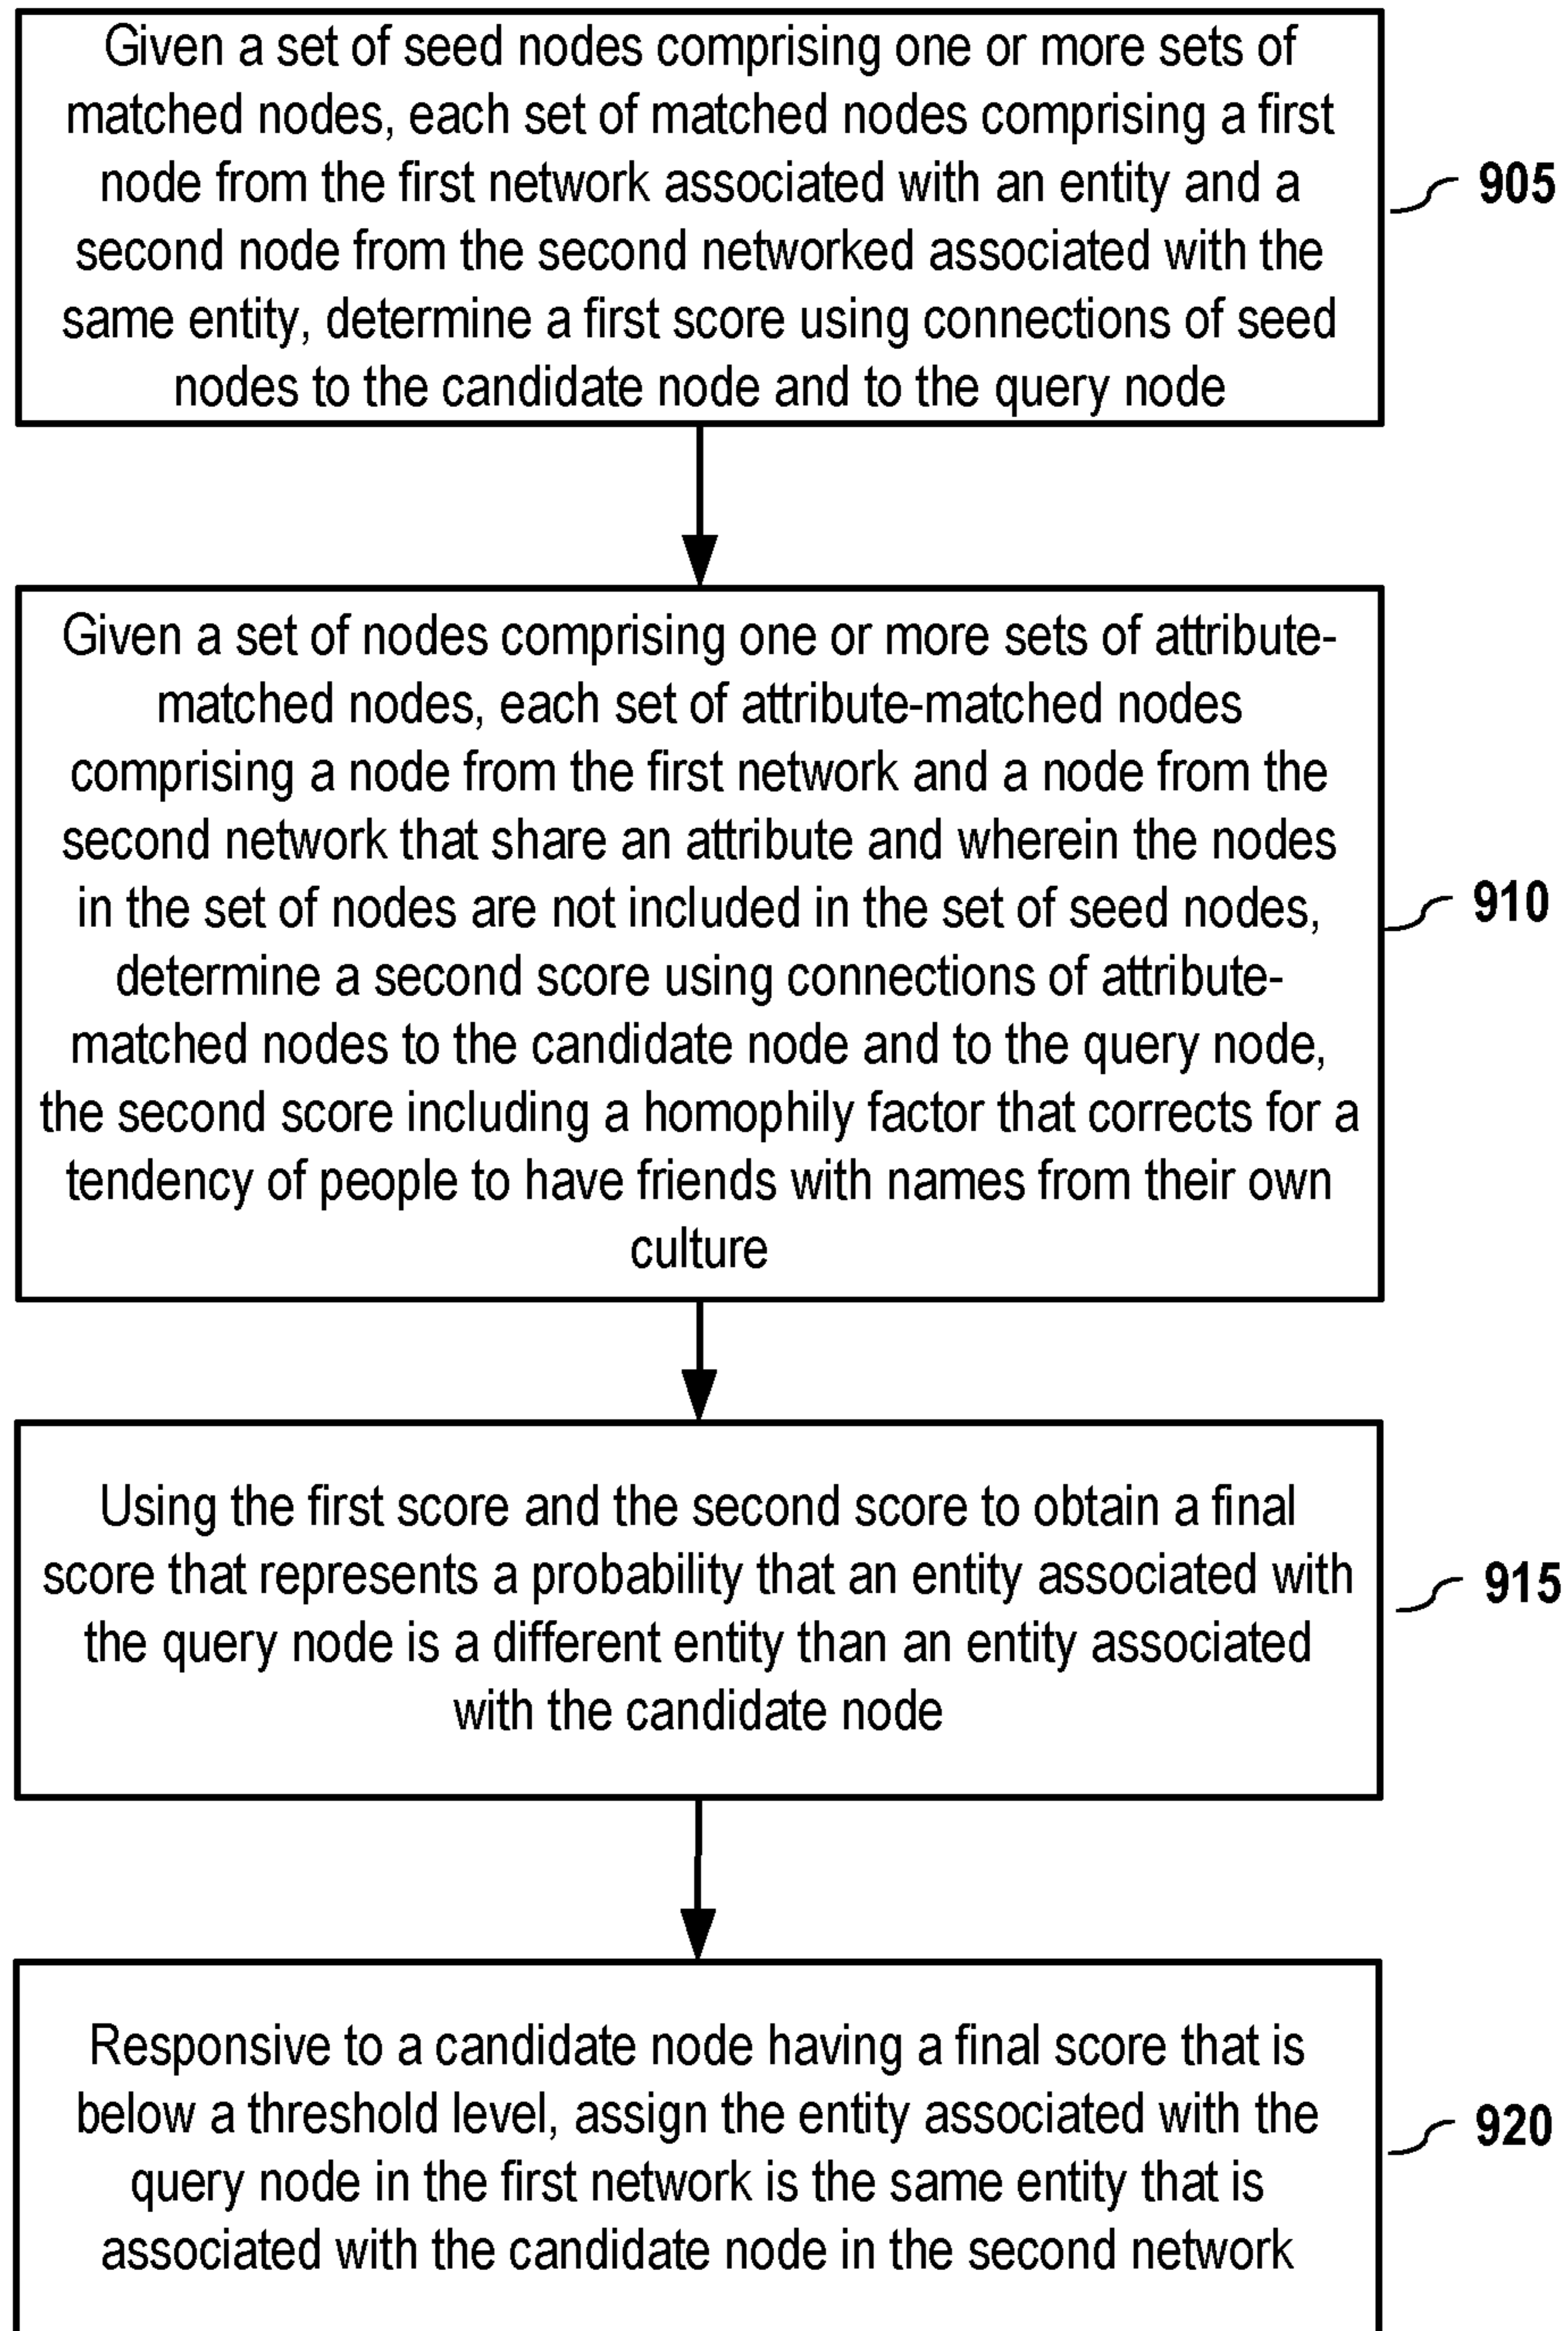 Given a set of seed nodes comprising one or more sets of
matched nodes, each set of matched nodes comprising a first
node from the first network associated with an entity and a
second node from the second networked associated with the
same entity, determine a first score using connections of seed
nodes to the candidate node and to the query node
905
Given a set of nodes comprising one or more sets of attribute-
matched nodes, each set of attribute-matched nodes
comprising a node from the first network and a node from the
second network that share an attribute and wherein the nodes
in the set of nodes are not included in the set of seed nodes,
determine a second score using connections of attribute-
matched nodes to the candidate node and to the query node,
the second score including a homophily factor that corrects for a
tendency of people to have friends with names from their own
culture
910
Using the first score and the second score to obtain a final
score that represents a probability that an entity associated with
the query node is a different entity than an entity associated
with the candidate node
915
Responsive to a candidate node having a final score that is
below a threshold level, assign the entity associated with the
query node in the first network is the same entity that is
associated with the candidate node in the second network
920